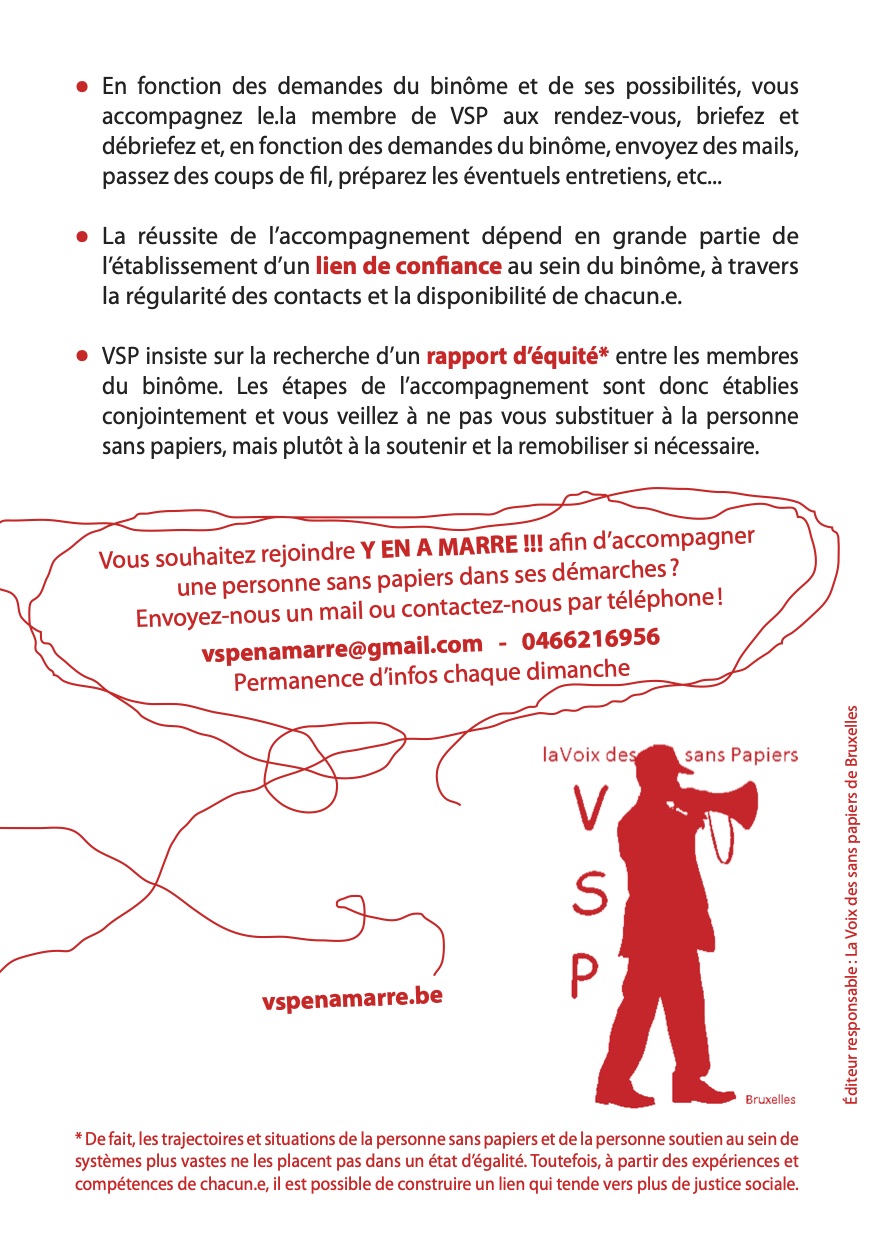 • En fonction des demandes du binôme et de ses possibilités, vous
accompagnez le.la membre de VSP aux rendez-vous, briefez et
débriefez et, en fonction des demandes du binôme, envoyez des mails,
passez des coups de fil, préparez les éventuels entretiens, etc...
• La réussite de l’accompagnement dépend en grande partie de
l’établissement d’un lien de confiance au sein du binôme, à travers
la régularité des contacts et la disponibilité de chacun.e.
• VSP insiste sur la recherche d’un rapport d’équité* entre les membres
du binôme. Les étapes de l’accompagnement sont donc établies
conjointement et vous veillez à ne pas vous substituer à la personne
sans papiers, mais plutôt à la soutenir et la remobiliser si nécessaire.
Vous souhaitez rejoindre Y EN A MARRE !!! afin d’accompagner
une personne sans papiers dans ses démarches ?
Envoyez-nous un mail ou contactez-nous par téléphone !
vspenamarre@gmail.com - 0466216956
Permanence d’infos chaque dimanche
laVoix des sans Papiers
V
S
P
Bruxelles
vspenamarre.be
Éditeur responsable : La Voix des sans papiers de Bruxelles
* De fait, les trajectoires et situations de la personne sans papiers et de la personne soutien au sein de
systèmes plus vastes ne les placent pas dans un état d’égalité. Toutefois, à partir des expériences et
compétences de chacun.e, il est possible de construire un lien qui tende vers plus de justice sociale.